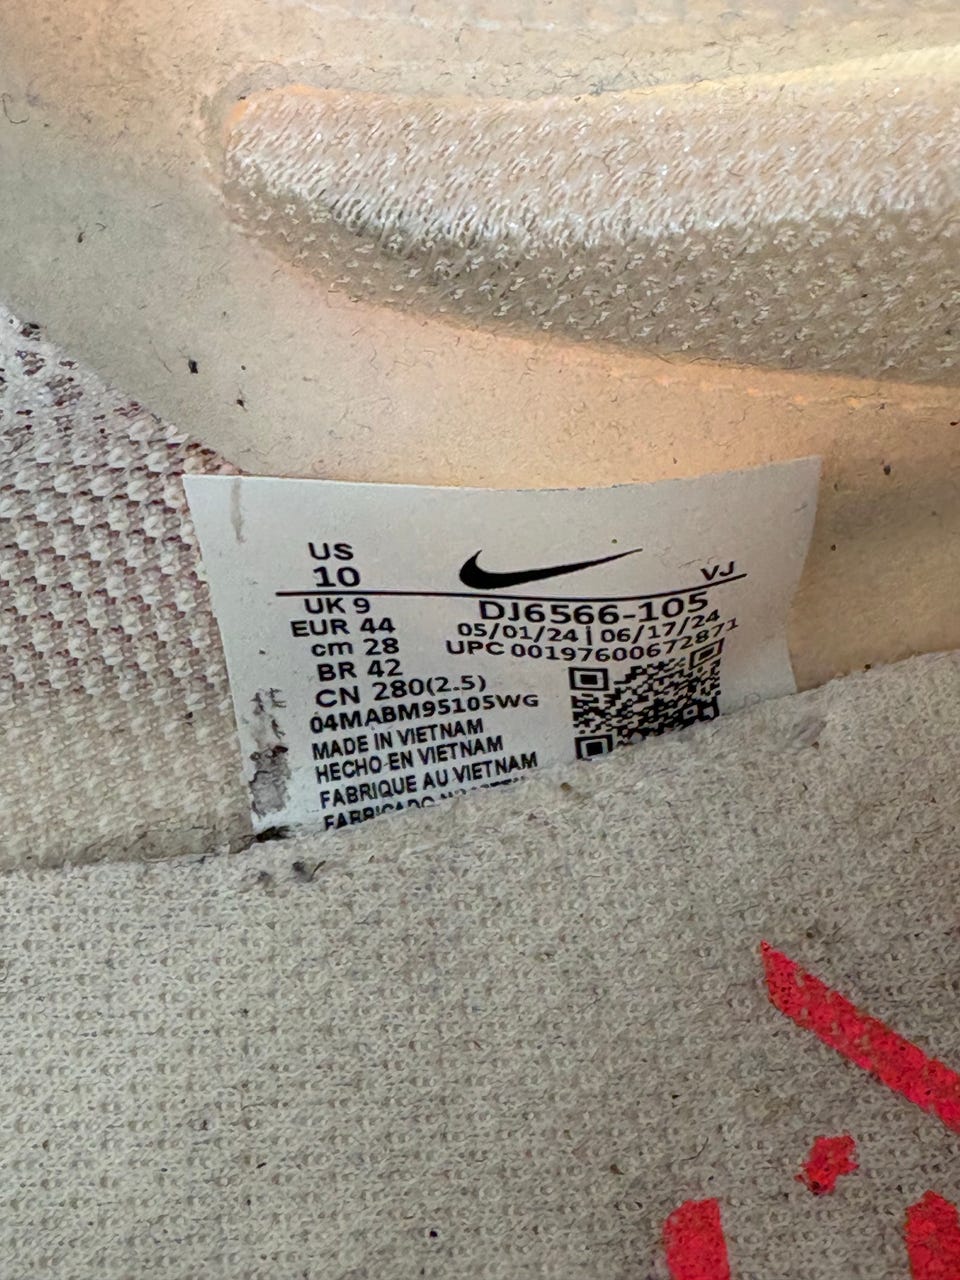 US
10
VJ
UK 9
DJ6566-105
EUR 44
05/01/24 | 06/17/24
cm 28
UPC 00197600672871
BR 42
CN 280(2.5)
04MABM95105WG
MADE IN VIETNAM
HECHO EN VIETNAM
FABRIQUE AU VIETNAM
FABRICADO